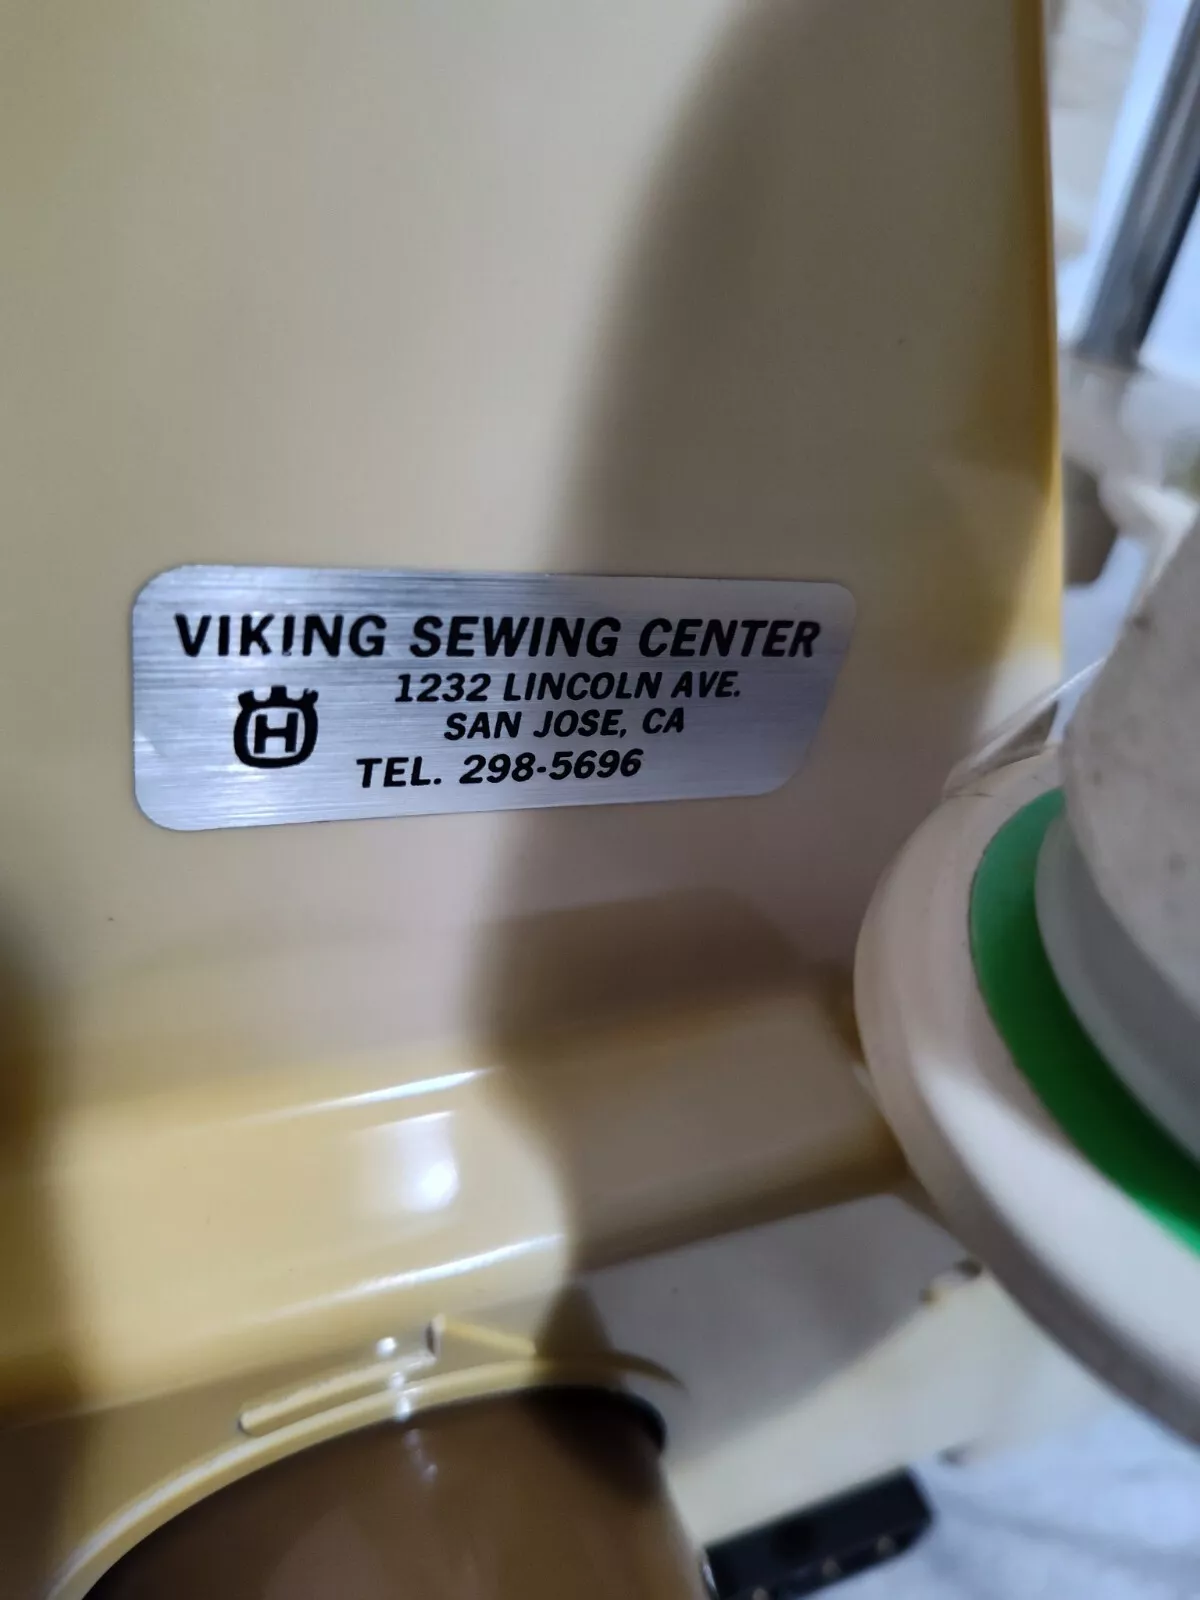 VIKING SEWING CENTER
1232 LINCOLN AVE.
H
SAN JOSE, CA
TEL. 298-5696